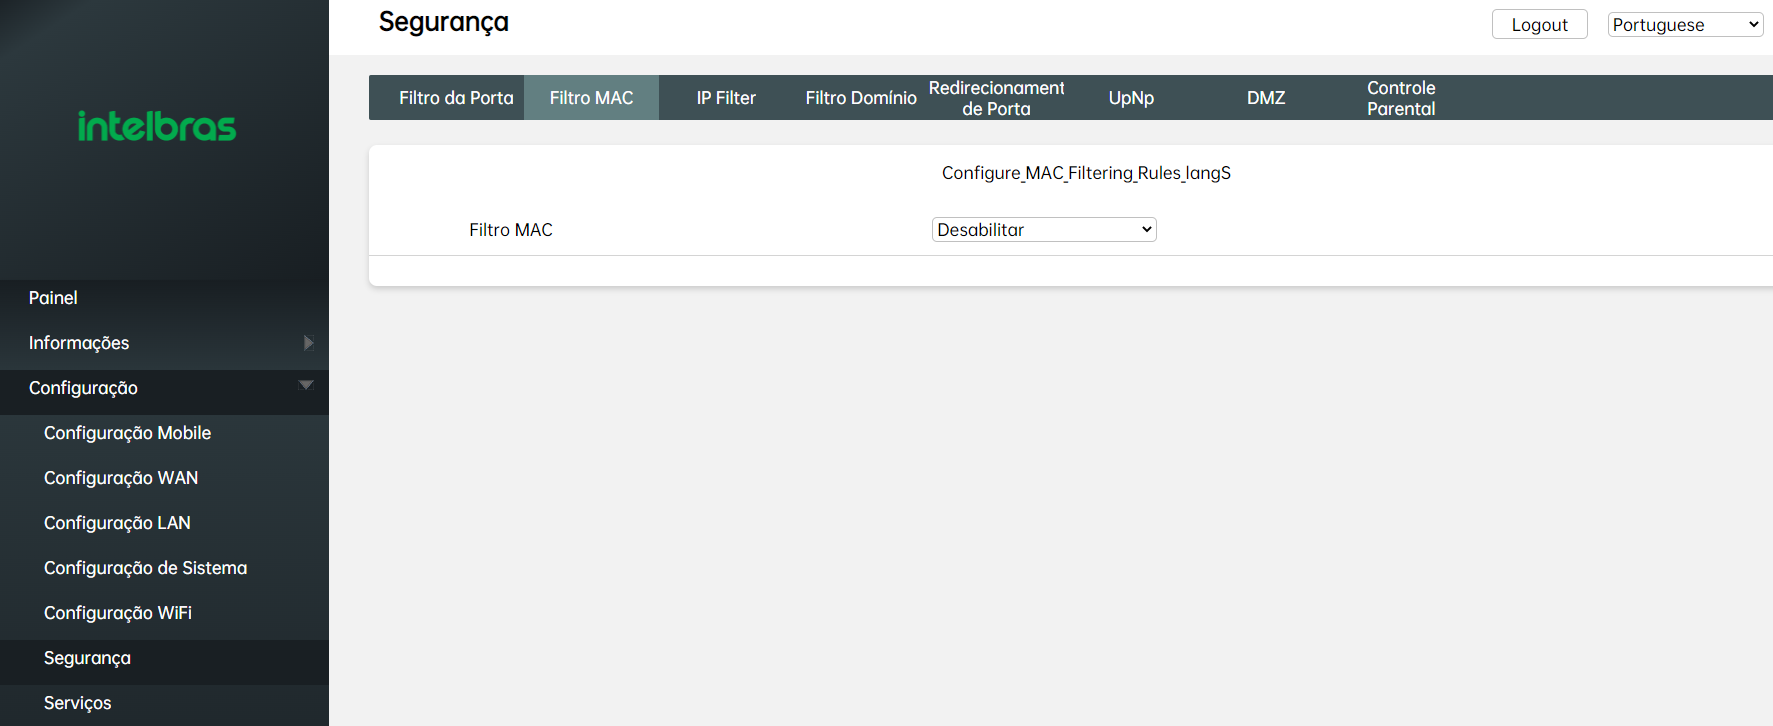 Segurança
Logout
Portuguese
intelbras
Filtro da Porta
Filtro MAC
IP Filter
Filtro Domínio
Redirecionament
de Porta
UpNp
DMZ
Controle
Parental
Configure_MAC_Filtering_Rules_langS
Filtro MAC
Desabilitar
Painel
Informações
Configuração
Configuração Mobile
Configuração WAN
Configuração LAN
Configuração de Sistema
Configuração WiFi
Segurança
Serviços